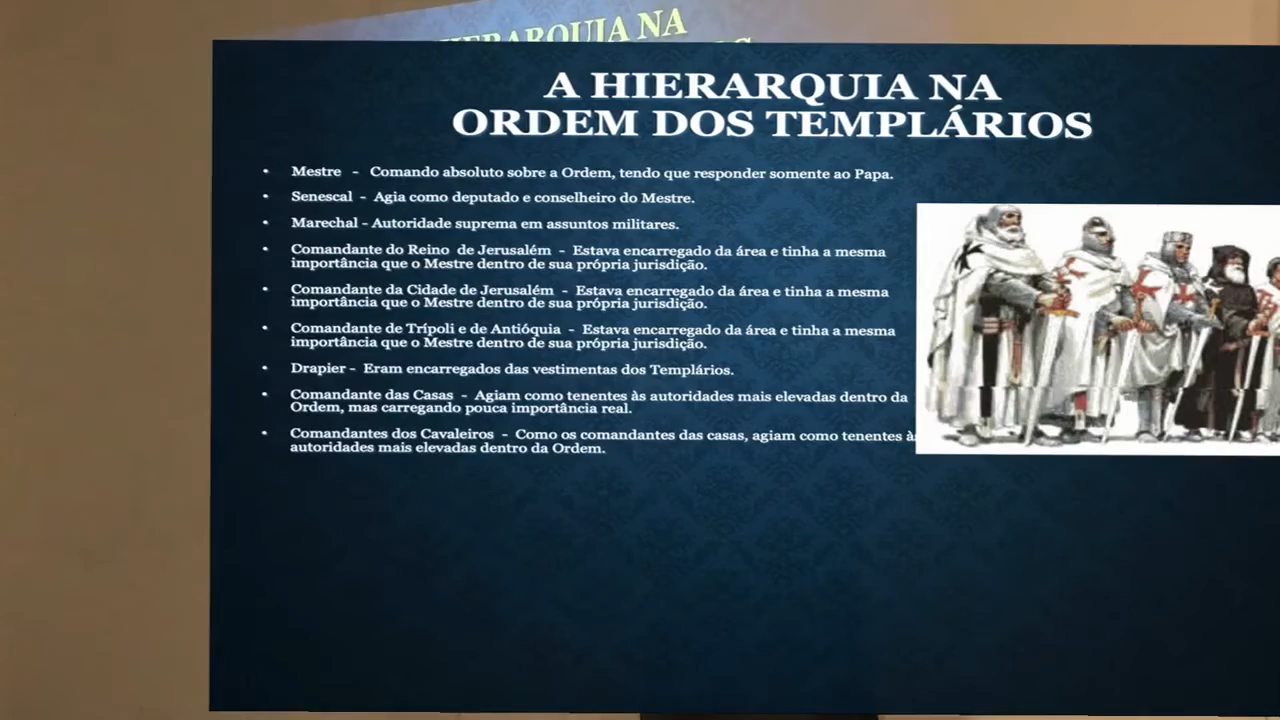 HIERARQUIA NA
A HIERARQUIA NA
ORDEM DOS TEMPLÁRIOS
• Mestre - Comando absoluto sobre a Ordem, tendo que responder somente ao Papa.
• Senescal - Agia como deputado e conselheiro do Mestre.
• Marechal - Autoridade suprema em assuntos militares.
• Comandante do Reino de Jerusalém - Estava encarregado da área e tinha a mesma
importância que o Mestre dentro de sua própria jurisdição.
• Comandante da Cidade de Jerusalém - Estava encarregado da área e tinha a mesma
importância que o Mestre dentro de sua própria jurisdição.
• Comandante de Trípoli e de Antióquia - Estava encarregado da área e tinha a mesma
importância que o Mestre dentro de sua própria jurisdição.
• Drapier - Eram encarregados das vestimentas dos Templários.
• Comandante das Casas - Agiam como tenentes às autoridades mais elevadas dentro da
Ordem, mas carregando pouca importância real.
• Comandantes dos Cavaleiros - Como os comandantes das casas, agiam como tenentes às
autoridades mais elevadas dentro da Ordem.